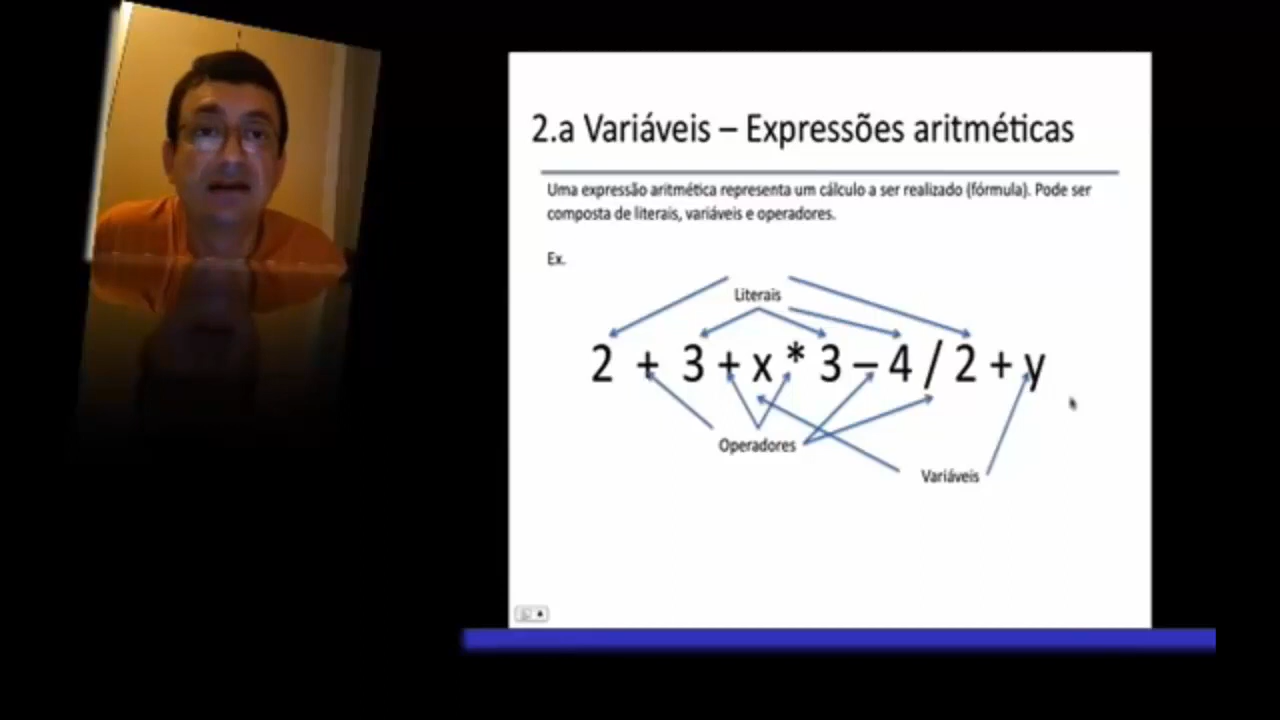 2.a Variáveis – Expressões aritméticas
Uma expressão aritmética representa um cálculo a ser realizado (fórmula). Pode ser
composta de literais, variáveis e operadores.
Ex.
Literais
2 + 3 + x * 3 – 4 / 2 + y
Operadores
Variáveis